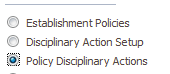 Establishment Policies
Disciplinary Action Setup
Policy Disciplinary Actions